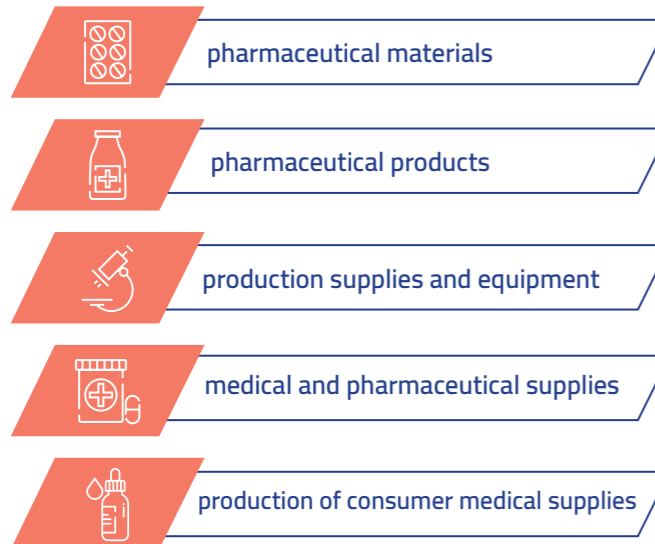 pharmaceutical materials
pharmaceutical products
production supplies and equipment
medical and pharmaceutical supplies
production of consumer medical supplies